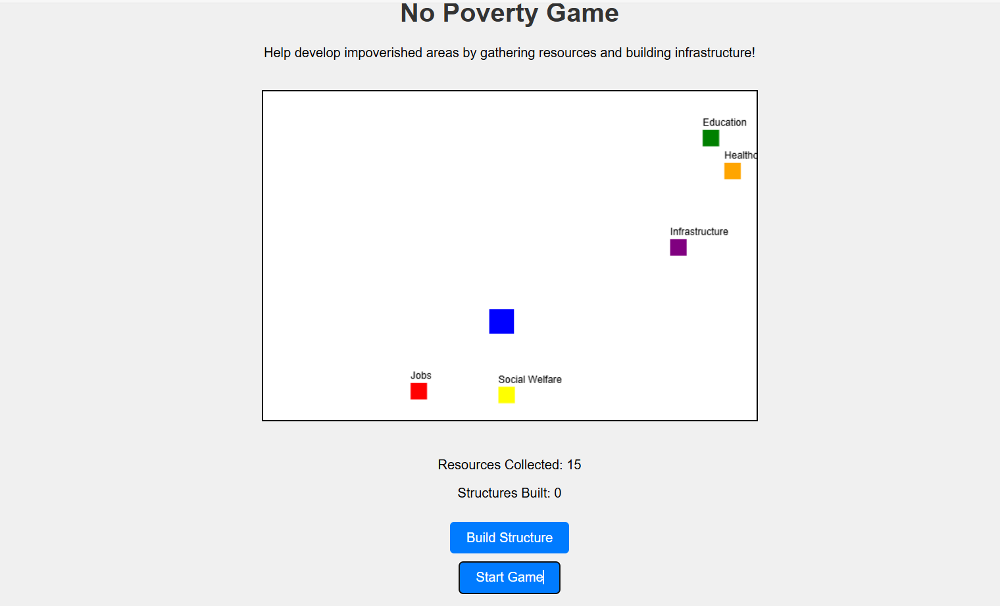 No Poverty Game
Help develop impoverished areas by gathering resources and building infrastructure!
Education
Healthc
Infrastructure
Jobs
Social Welfare
Resources Collected: 15
Structures Built: 0
Build Structure
Start Game